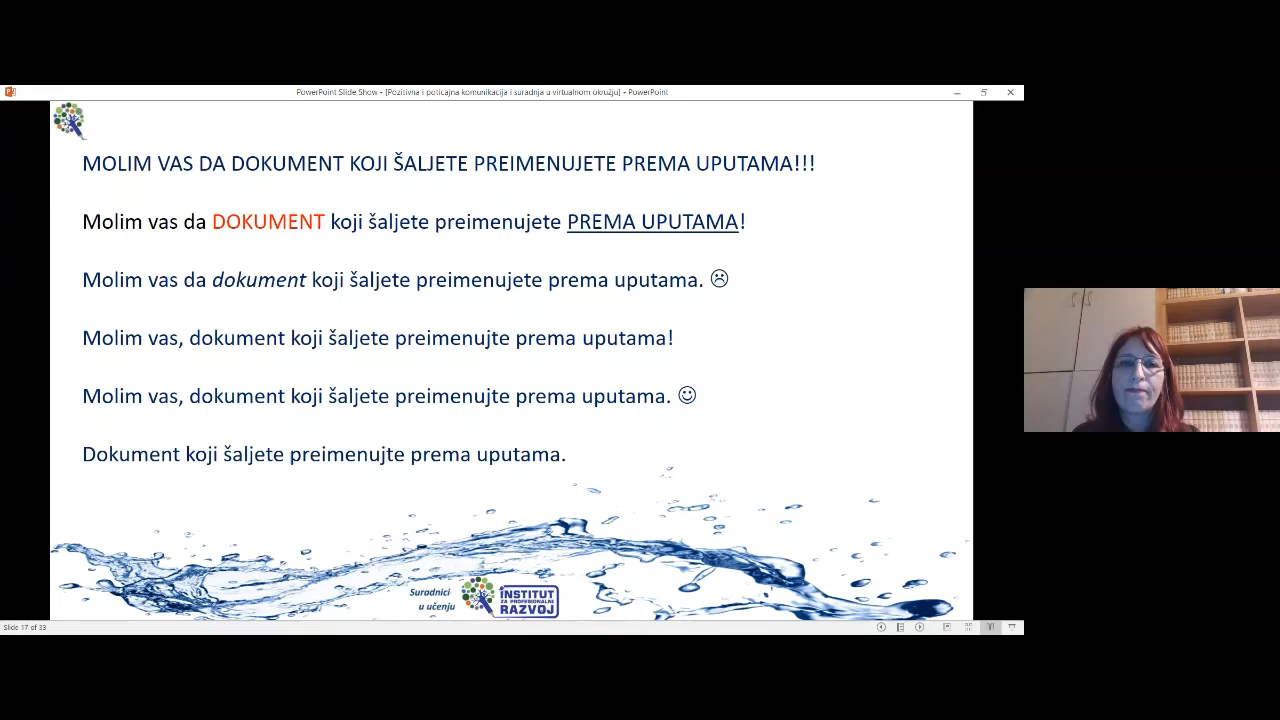 PowerPoint Slide Show - [Pozitivna i poticajna komunikacija i suradnja u virtualnom okružju] - PowerPoint
MOLIM VAS DA DOKUMENT KOJI ŠALJETE PREIMENUJETE PREMA UPUTAMA!!!
Molim vas da DOKUMENT koji šaljete preimenujete PREMA UPUTAMA!
Molim vas da dokument koji šaljete preimenujete prema uputama. ☹
Molim vas, dokument koji šaljete preimenujte prema uputama!
Molim vas, dokument koji šaljete preimenujte prema uputama. ☺
Dokument koji šaljete preimenujte prema uputama.
Suradnici
u učenju
INSTITUT
ZA PROFESIONALNI
RAZVOJ
Slide 17 of 33